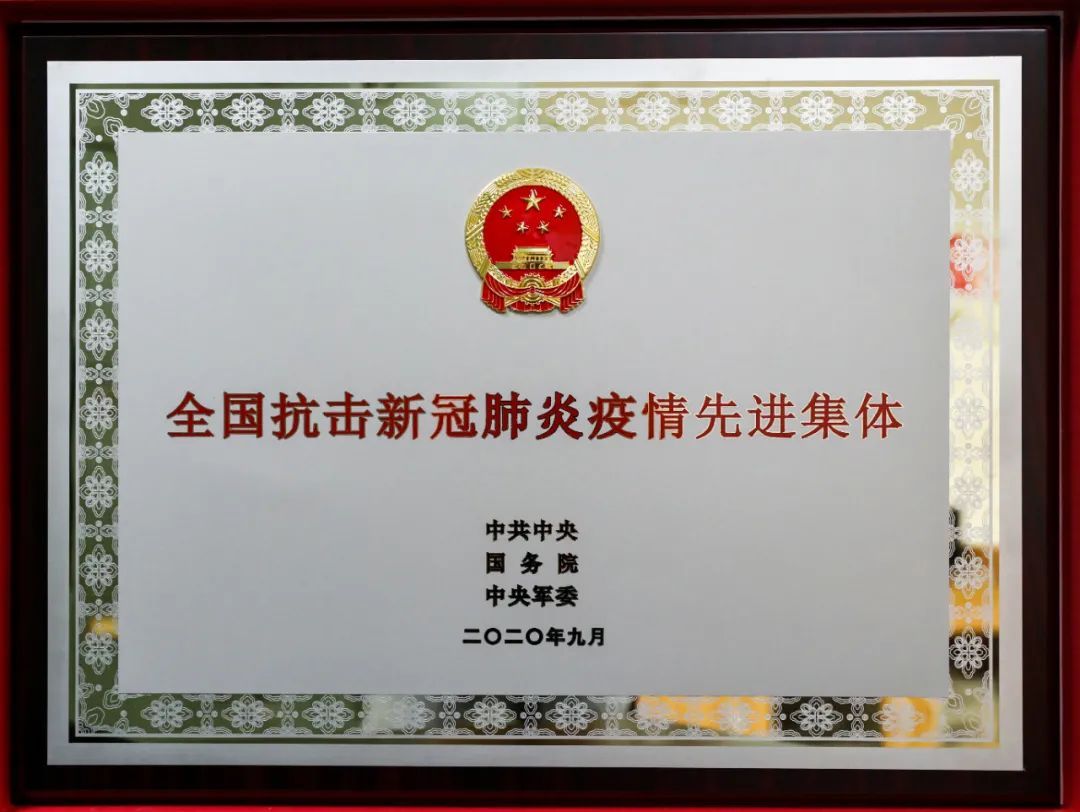 全国抗击新冠肺炎疫情先进集体
中共中央
国务院
中央军委
二〇二〇年九月